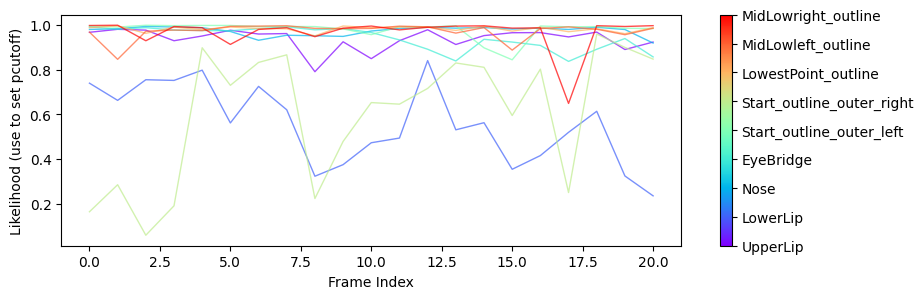 Likelihood (use to set pcutoff)
1.0
0.8
0.6
0.4
0.2
0.0
2.5
5.0
7.5
10.0
12.5
15.0
17.5
20.0
Frame Index
MidLowright_outline
MidLowleft_outline
LowestPoint_outline
Start_outline_outer_right
Start_outline_outer_left
EyeBridge
Nose
LowerLip
UpperLip